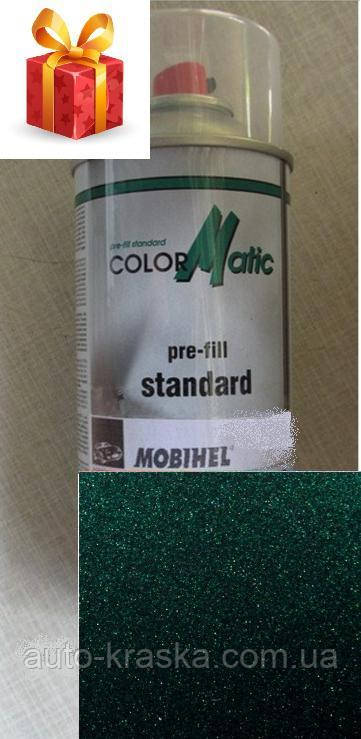 pre-fill standard
COLORMatic
pre-fill
standard
MOBIHEL
auto-kraska.com.ua